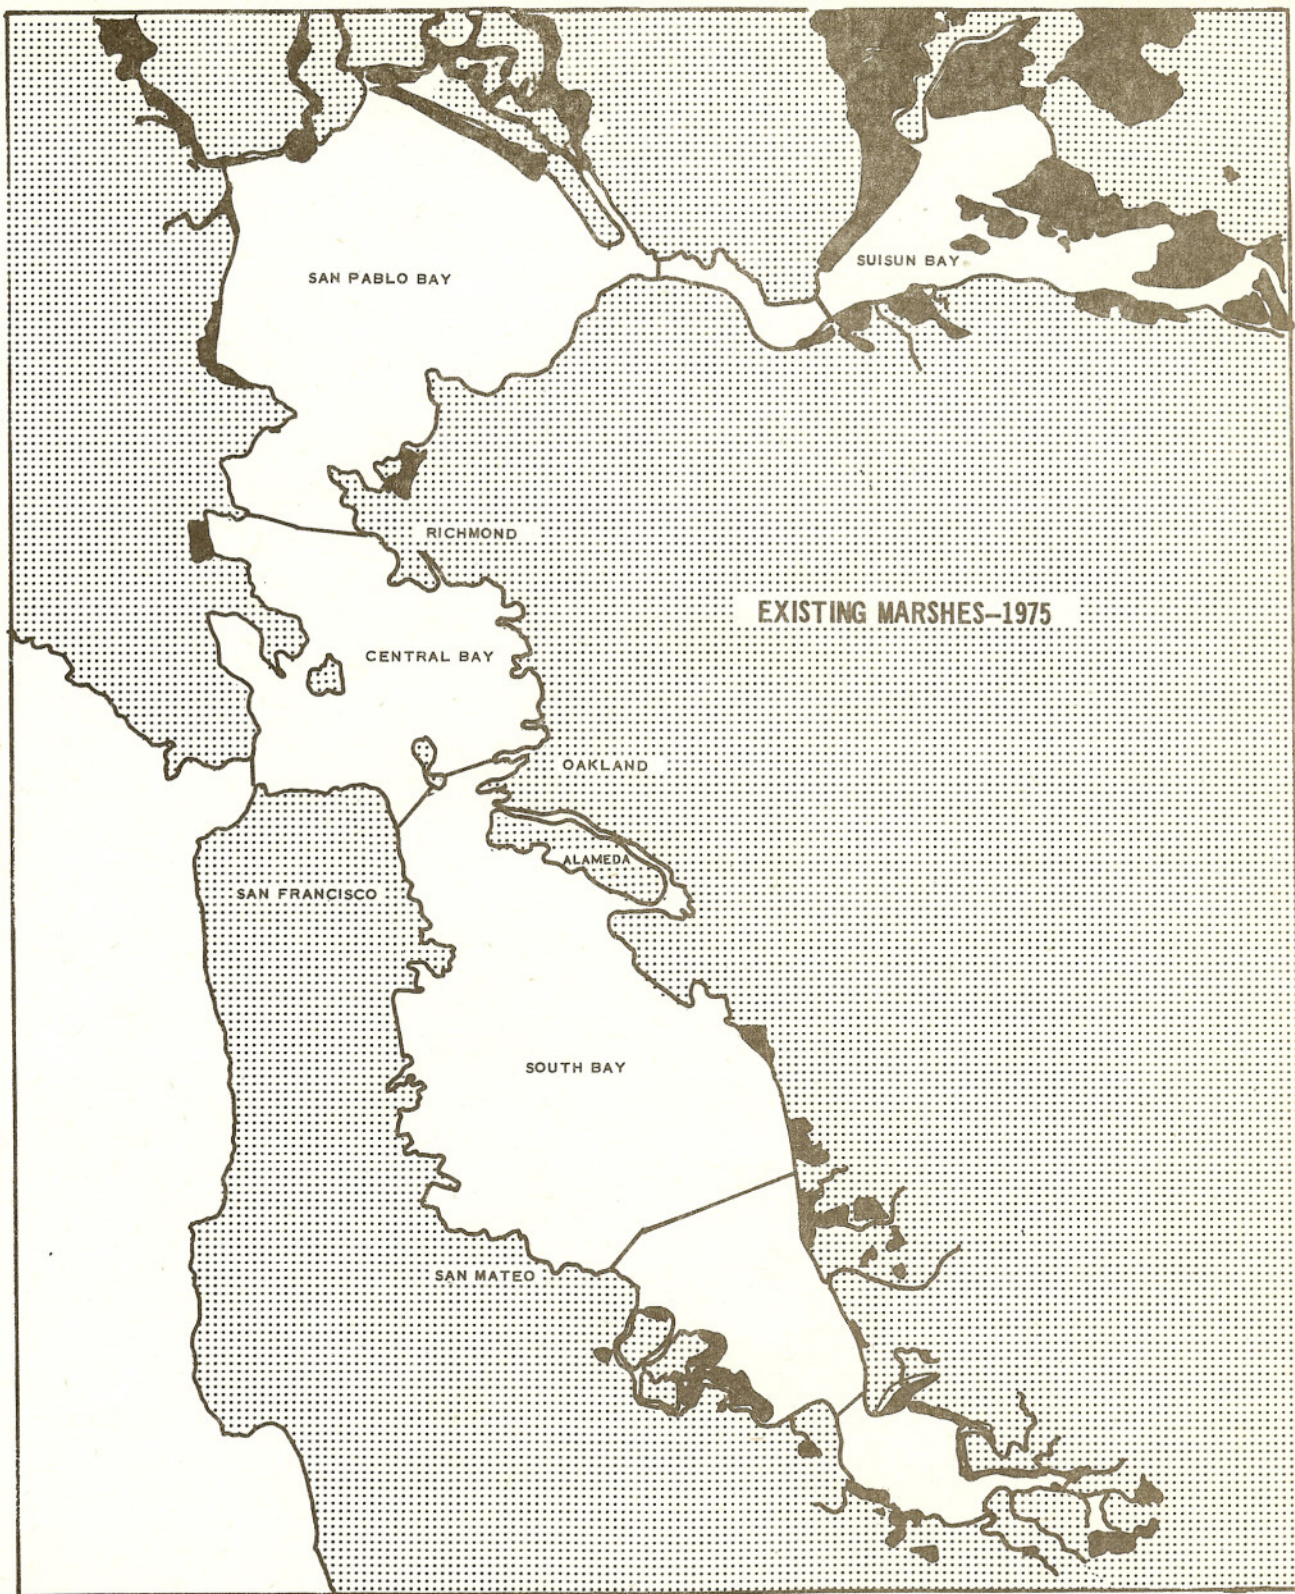 SUISUN BAY
SAN PABLO BAY
RICHMOND
EXISTING MARSHES—1975
CENTRAL BAY
OAKLAND
ALAMEDA
SAN FRANCISCO
SOUTH BAY
SAN MATEO